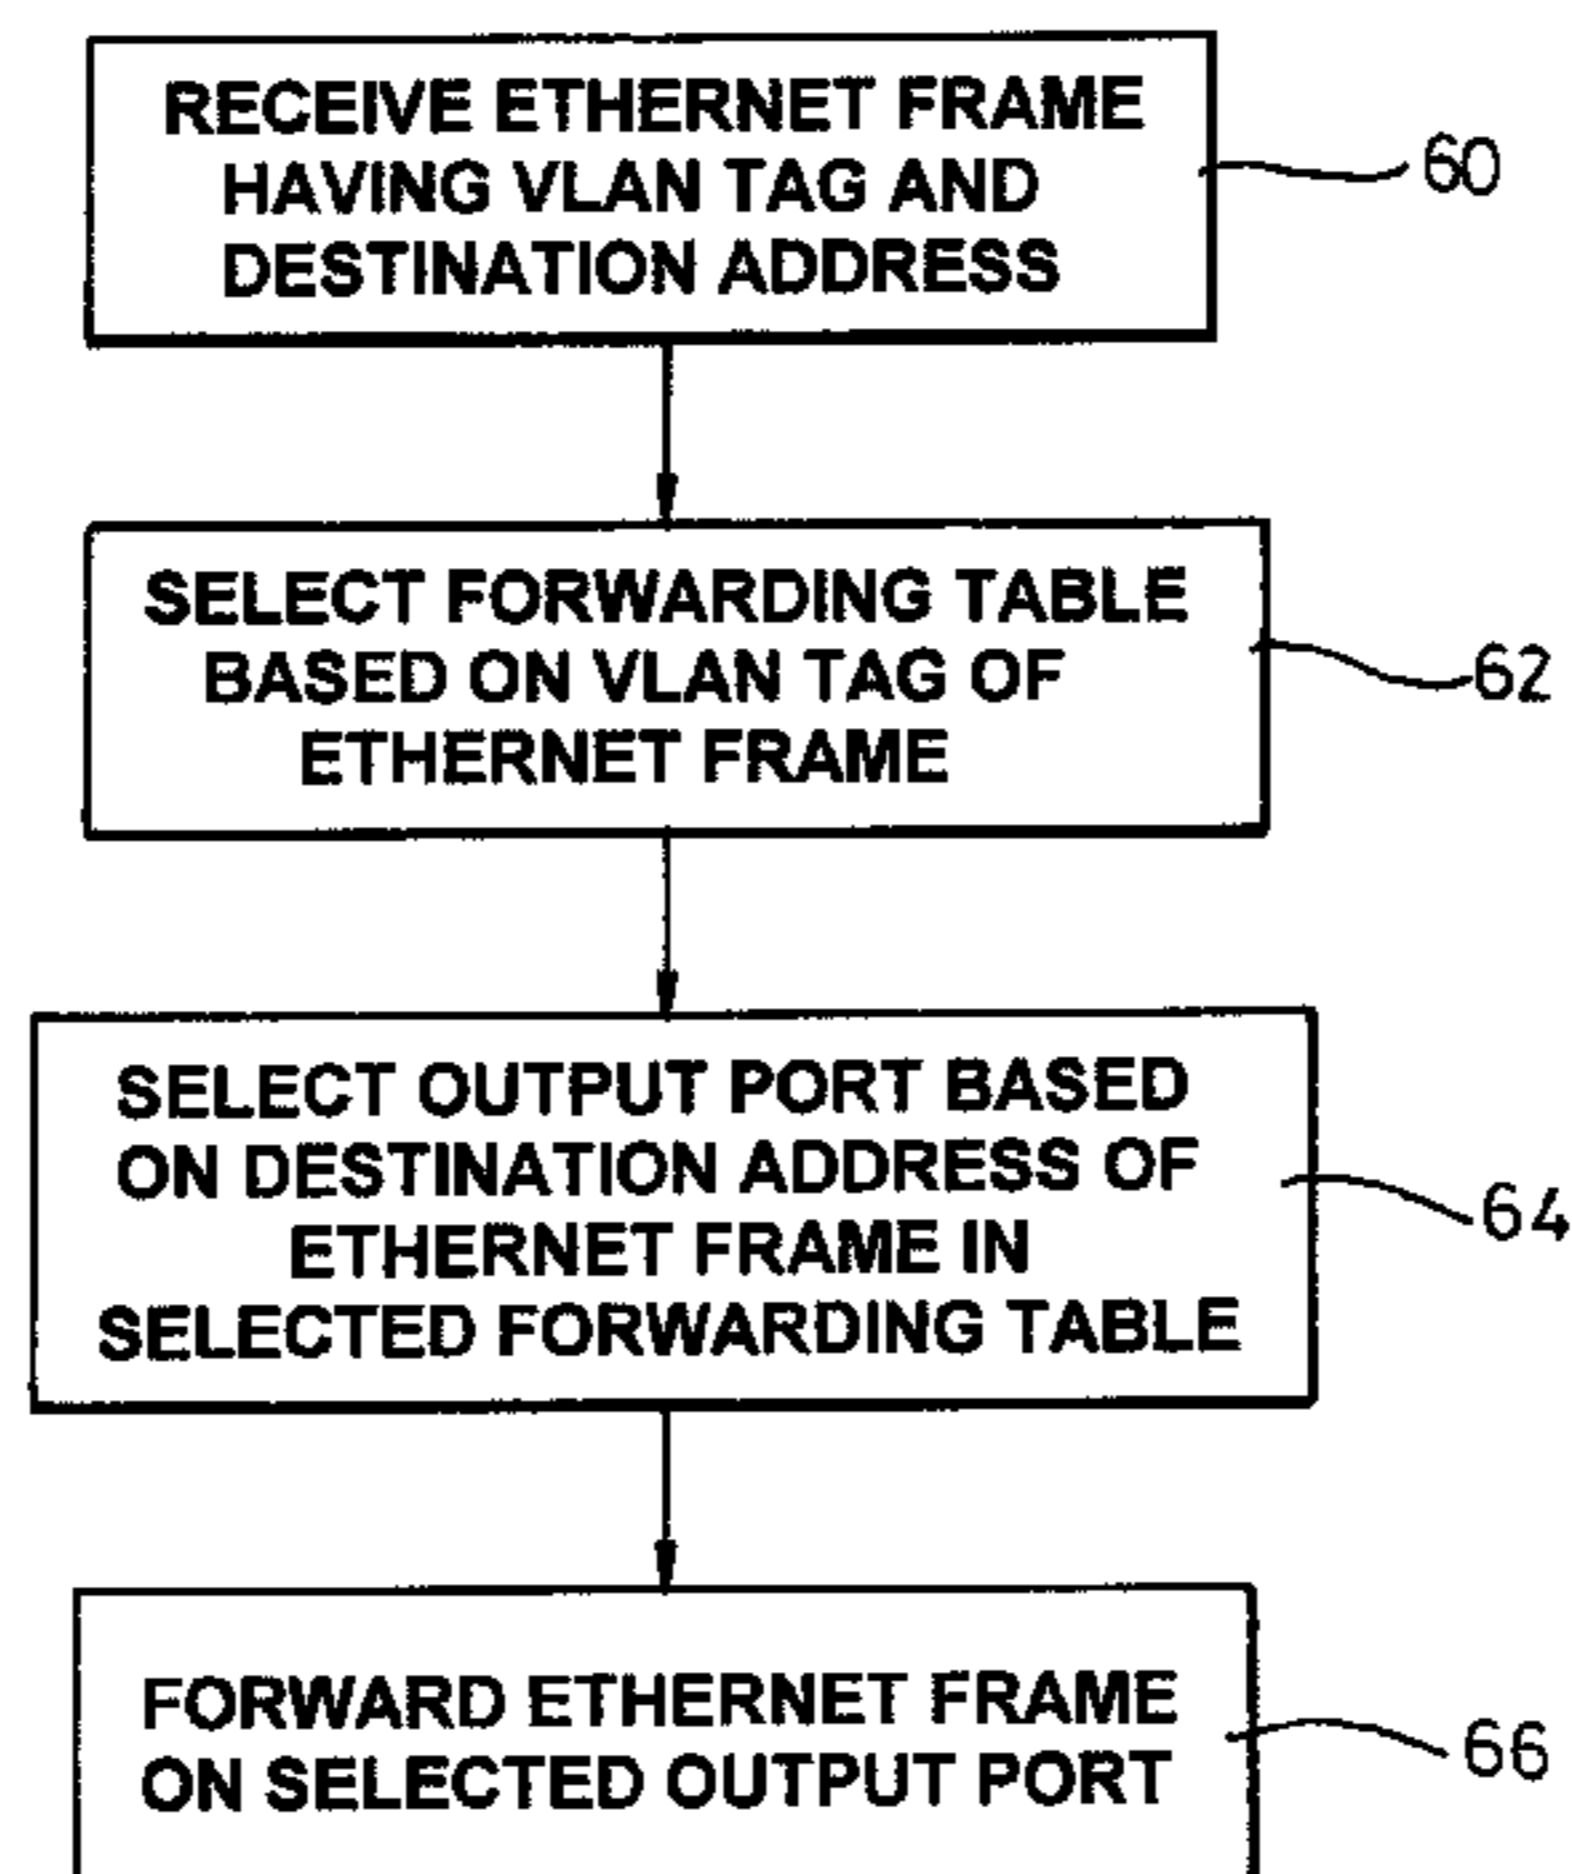 RECEIVE ETHERNET FRAME
HAVING VLAN TAG AND
DESTINATION ADDRESS
60
SELECT FORWARDING TABLE
BASED ON VLAN TAG OF
ETHERNET FRAME
62
SELECT OUTPUT PORT BASED
ON DESTINATION ADDRESS OF
ETHERNET FRAME IN
SELECTED FORWARDING TABLE
64
FORWARD ETHERNET FRAME
ON SELECTED OUTPUT PORT
66